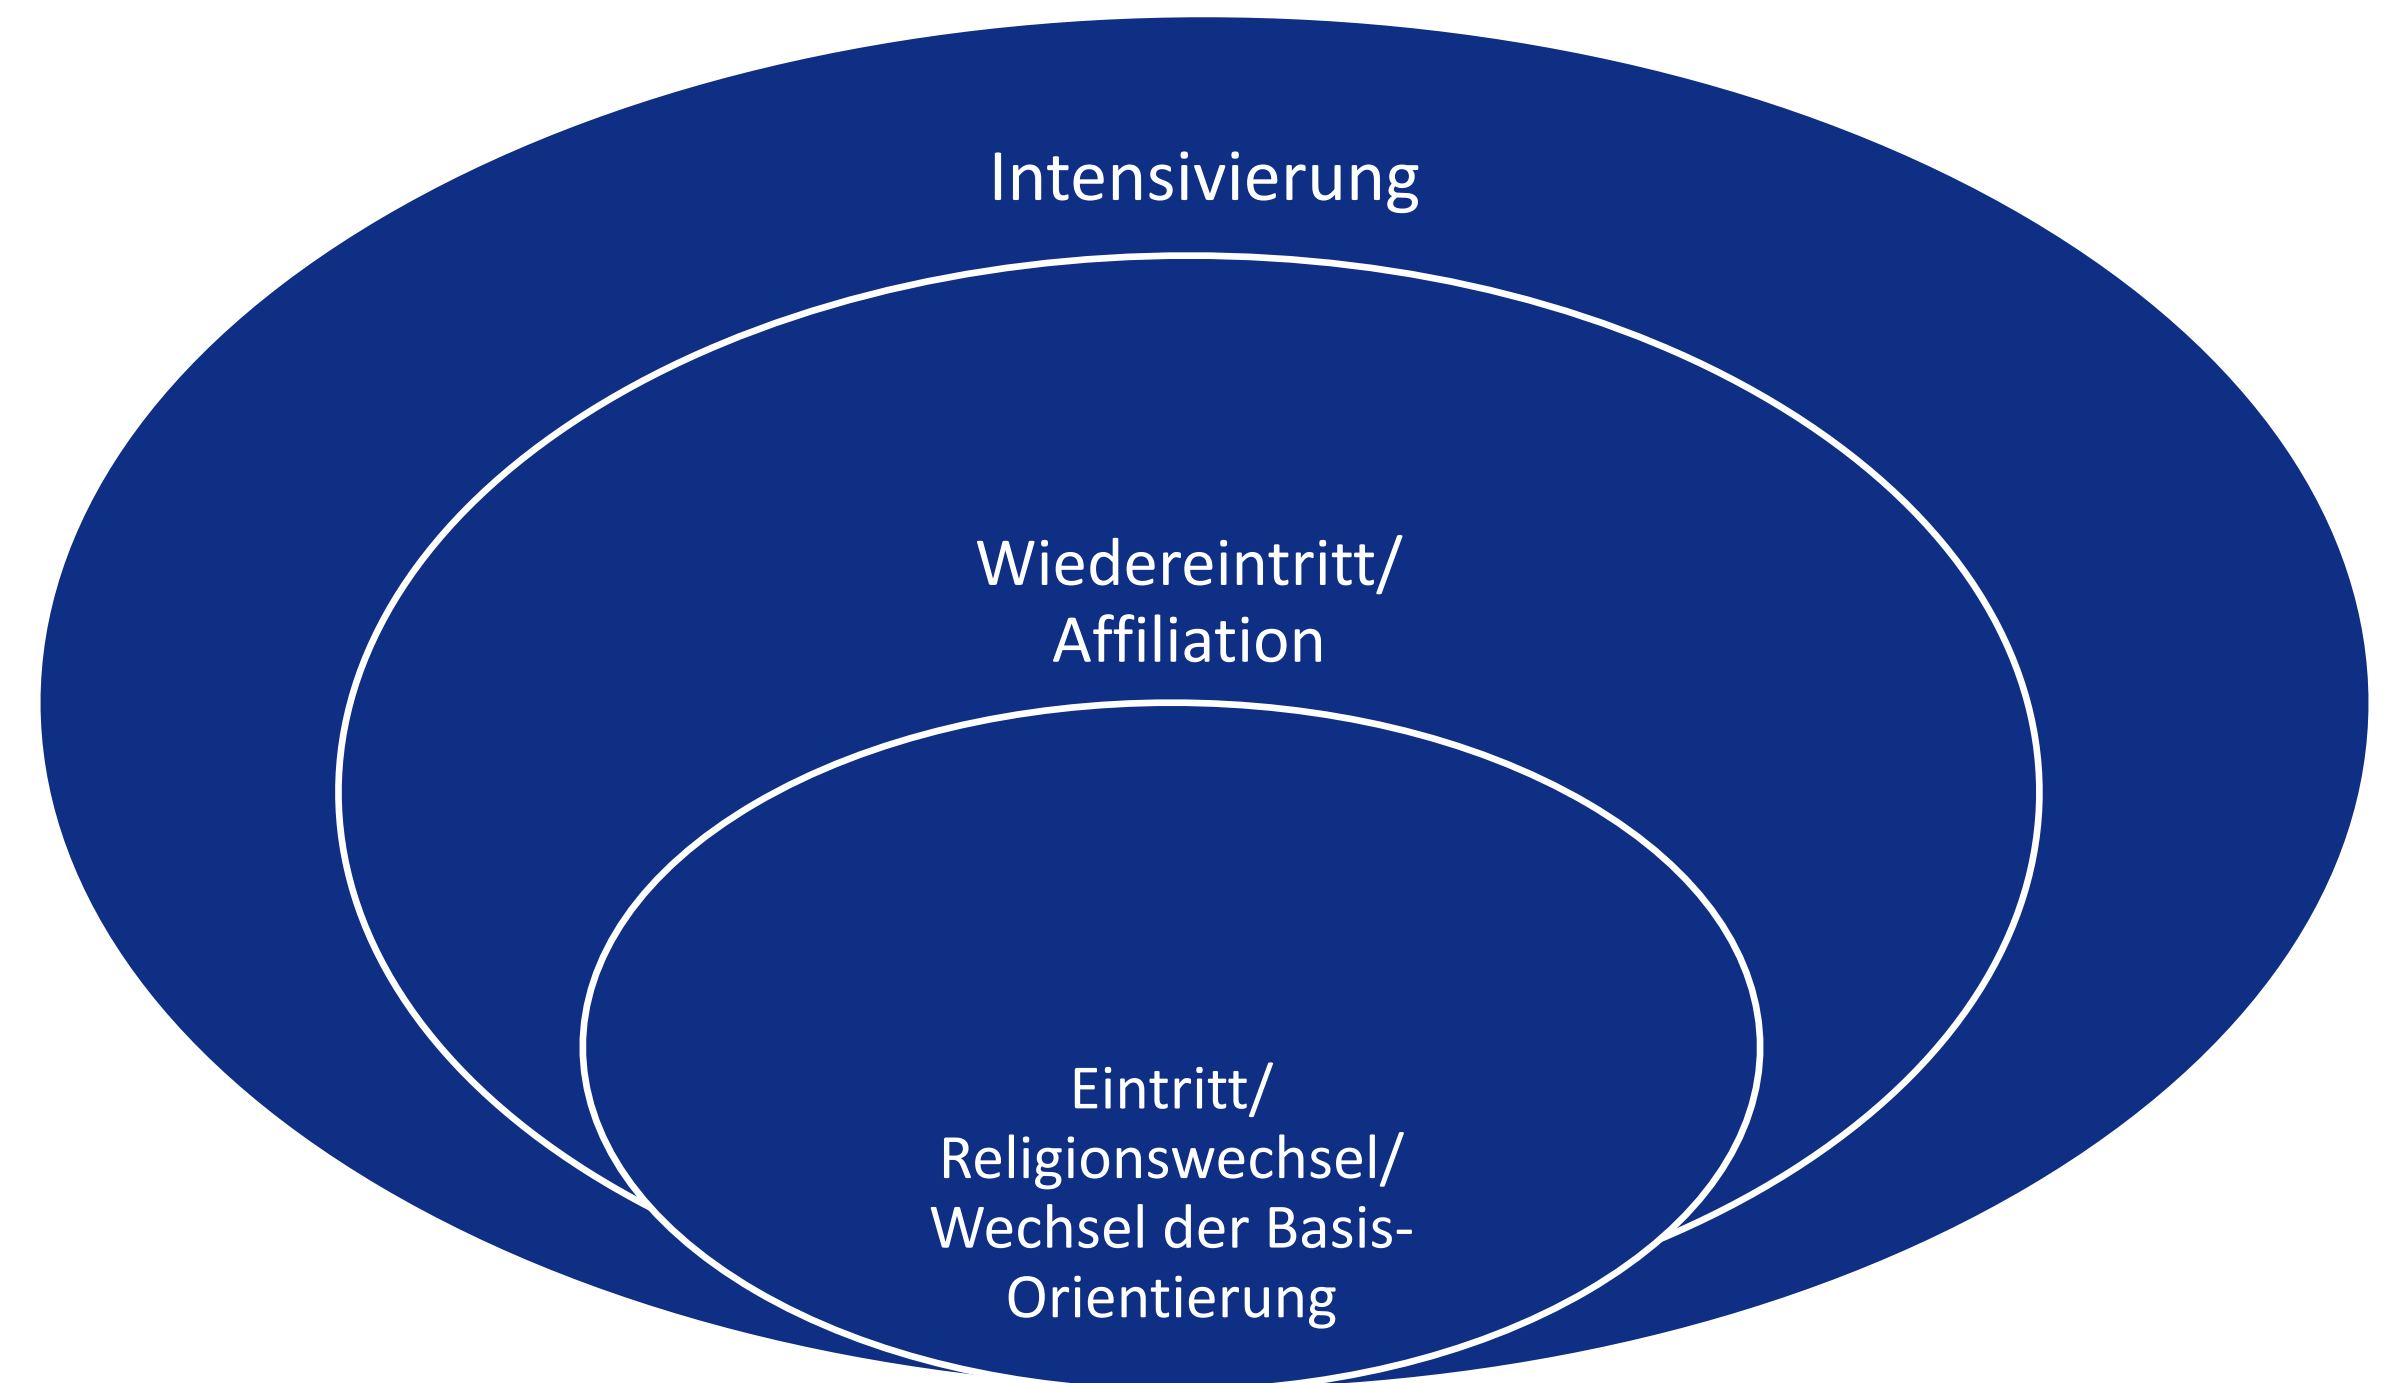 Intensivierung
Wiedereintritt/
Affiliation
Eintritt/
Religionswechsel/
Wechsel der Basis-
Orientierung